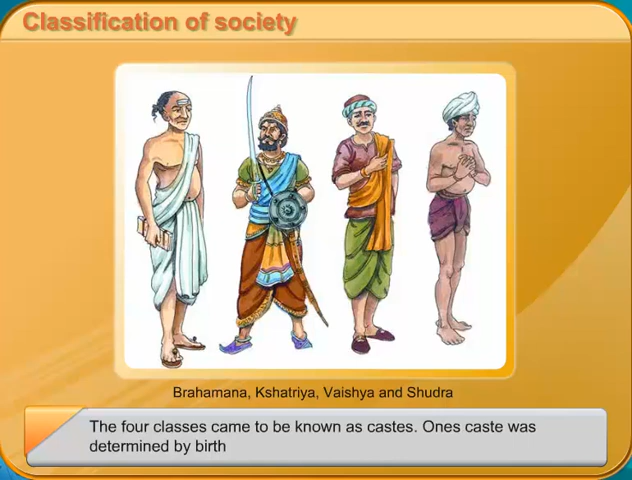 Classification of society
Brahamana, Kshatriya, Vaishya and Shudra
The four classes came to be known as castes. Ones caste was
determined by birth